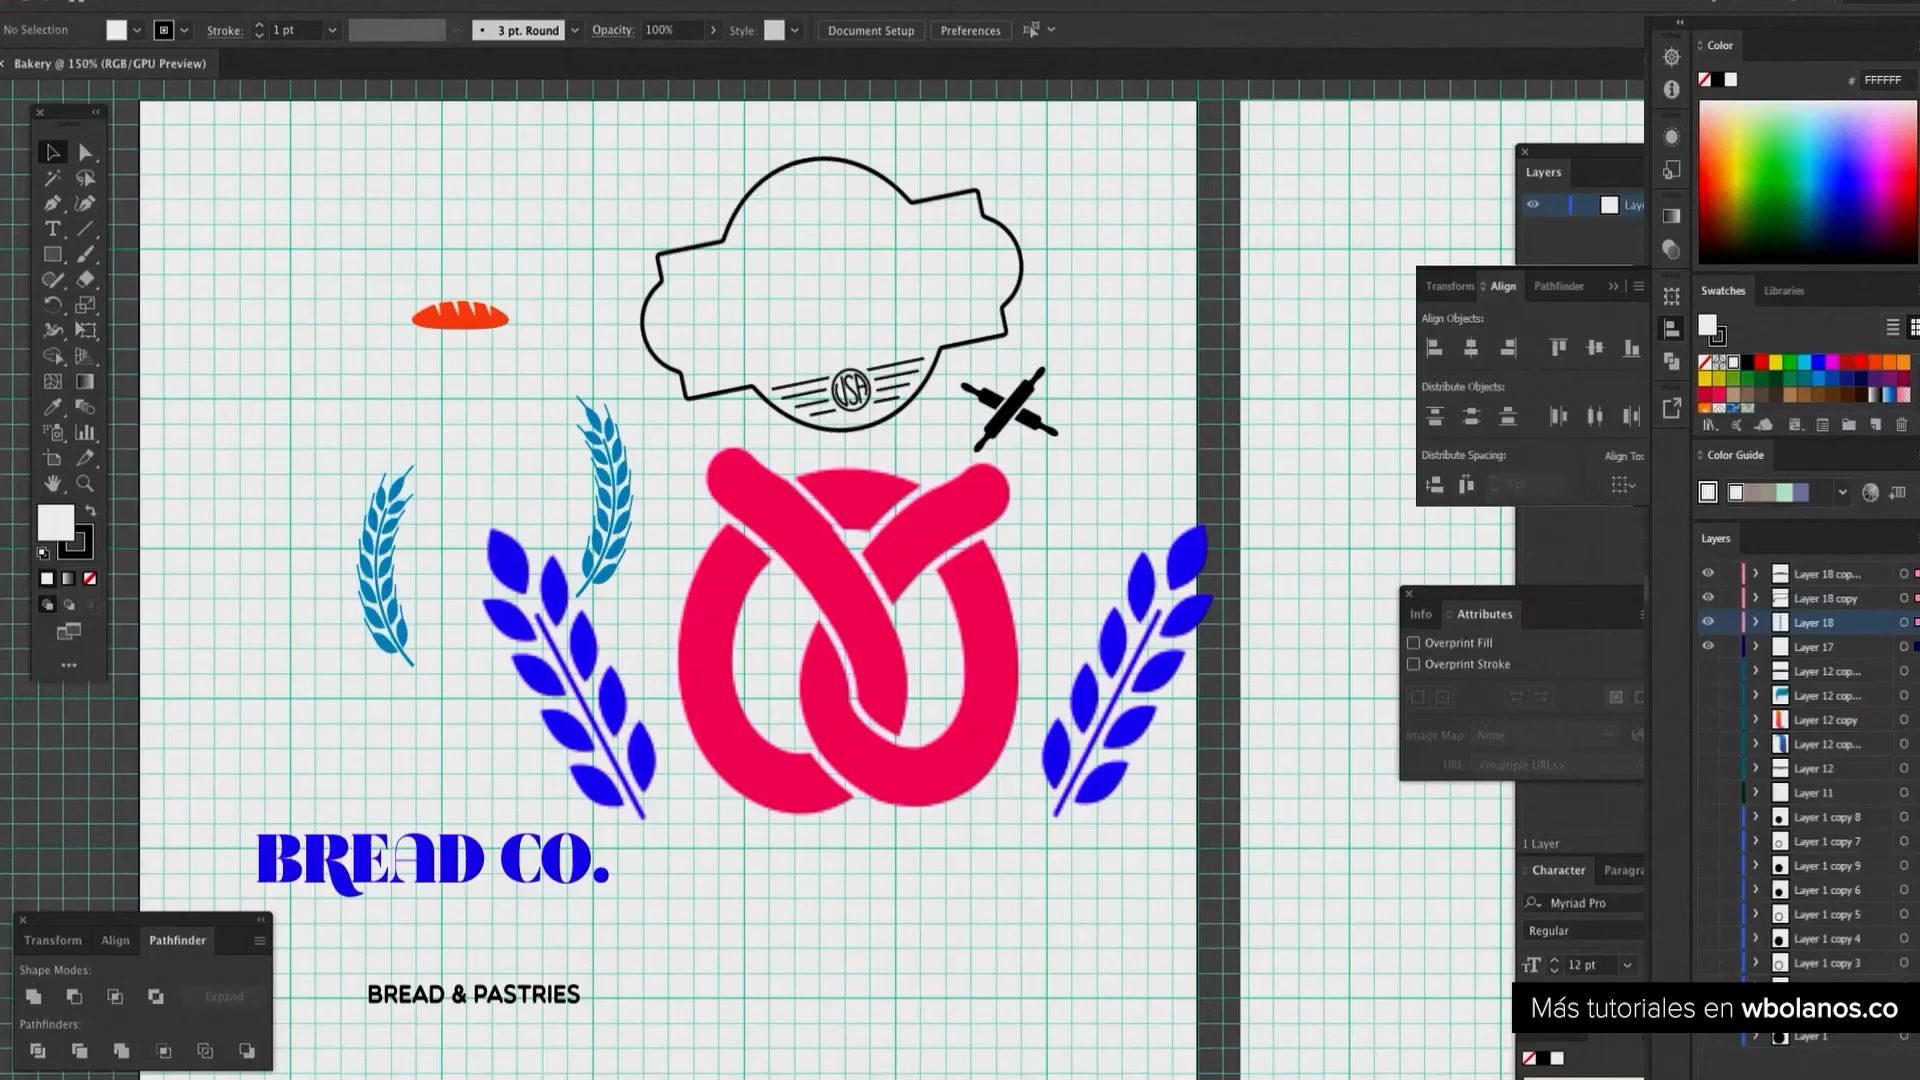 No Selection
Stroke: 1 pt
3 pt. Round
Opacity: 100%
Style:
Document Setup
Preferences
Bakery @ 150% (RGB/GPU Preview)
Color
# FFFFFF
Layers
Transform Align Pathfinder
Align Objects:
Distribute Objects:
Distribute Spacing:
Align To:
0 px
Swatches Libraries
Color Guide
USA
Info Attributes
Overprint Fill
Overprint Stroke
Image Map: None
URL <multiple URLs>
Layers
Layer 18 cop...
Layer 18 copy
Layer 18
Layer 17
Layer 12 cop...
Layer 12 cop...
Layer 12 copy
Layer 12 cop...
Layer 12
Layer 11
Layer 1 copy 8
Layer 1 copy 7
Layer 1 copy 9
Layer 1 copy 6
Layer 1 copy 5
Layer 1 copy 4
Layer 1 copy 3
Layer 1
1 Layer
Character
Myriad Pro
Regular
12 pt
BREAD CO.
BREAD & PASTRIES
Transform Align Pathfinder
Shape Modes:
Expand
Pathfinders:
Más tutoriales en wbolanos.co